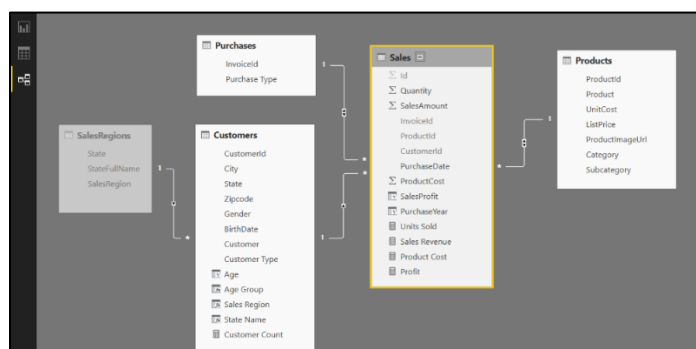 Purchases
InvoiceId
Purchase Type
SalesRegions
State
StateFullName
SalesRegion
Customers
CustomerId
City
State
Zipcode
Gender
BirthDate
Customer
Customer Type
Age
Age Group
Sales Region
State Name
Customer Count
Sales
Id
Quantity
SalesAmount
InvoiceId
ProductId
CustomerId
PurchaseDate
ProductCost
SalesProfit
PurchaseYear
Units Sold
Sales Revenue
Product Cost
Profit
Products
ProductId
Product
UnitCost
ListPrice
ProductImageUrl
Category
Subcategory
1
*
1
*
1
*
1
*